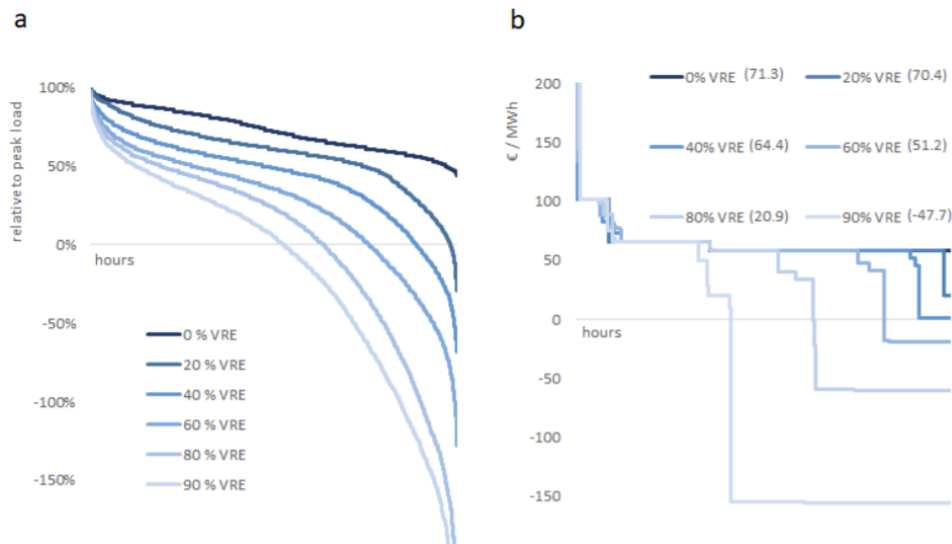 a
relative to peak load
100%
50%
0%
-50%
-100%
-150%
hours
0 % VRE
20 % VRE
40 % VRE
60 % VRE
80 % VRE
90 % VRE
b
€ / MWh
200
150
100
50
0
-50
-100
-150
hours
0% VRE (71.3) 20% VRE (70.4)
40% VRE (64.4) 60% VRE (51.2)
80% VRE (20.9) 90% VRE (-47.7)